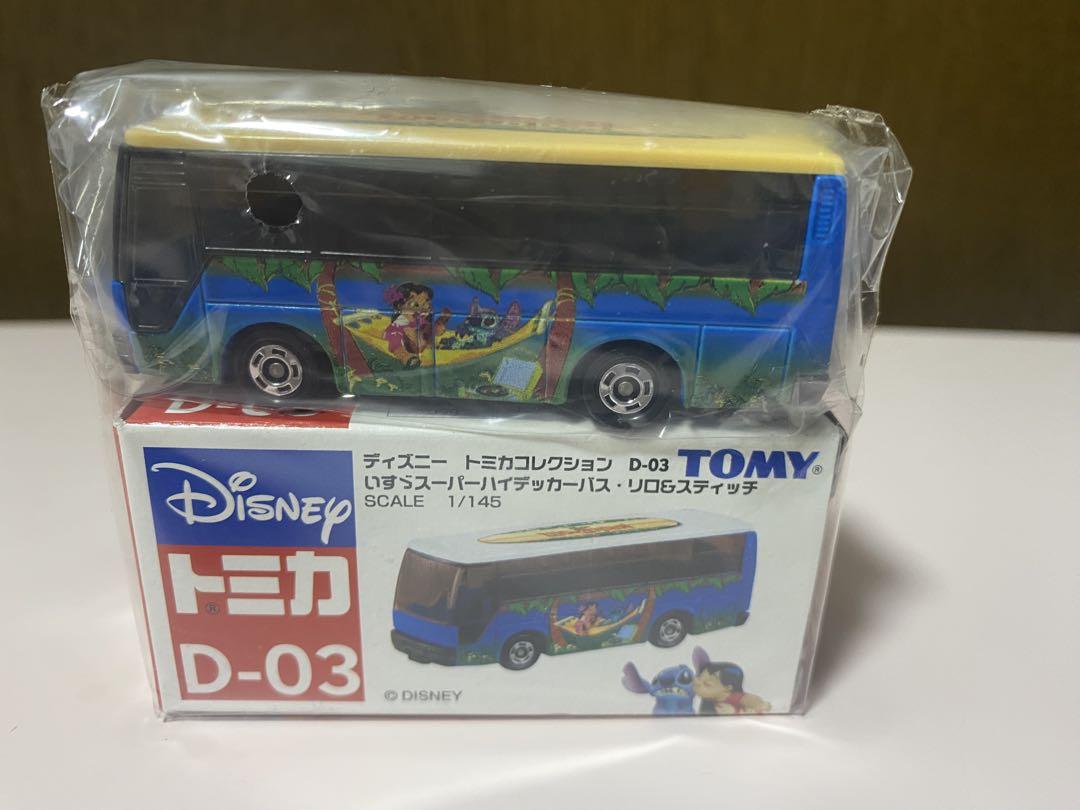 D-03
DISNEY
トミカ®
D-03
ディズニー トミカコレクション D-03
いすゞスーパーハイデッカーバス・リロ&スティッチ
SCALE 1/145
TOMY®
© DISNEY